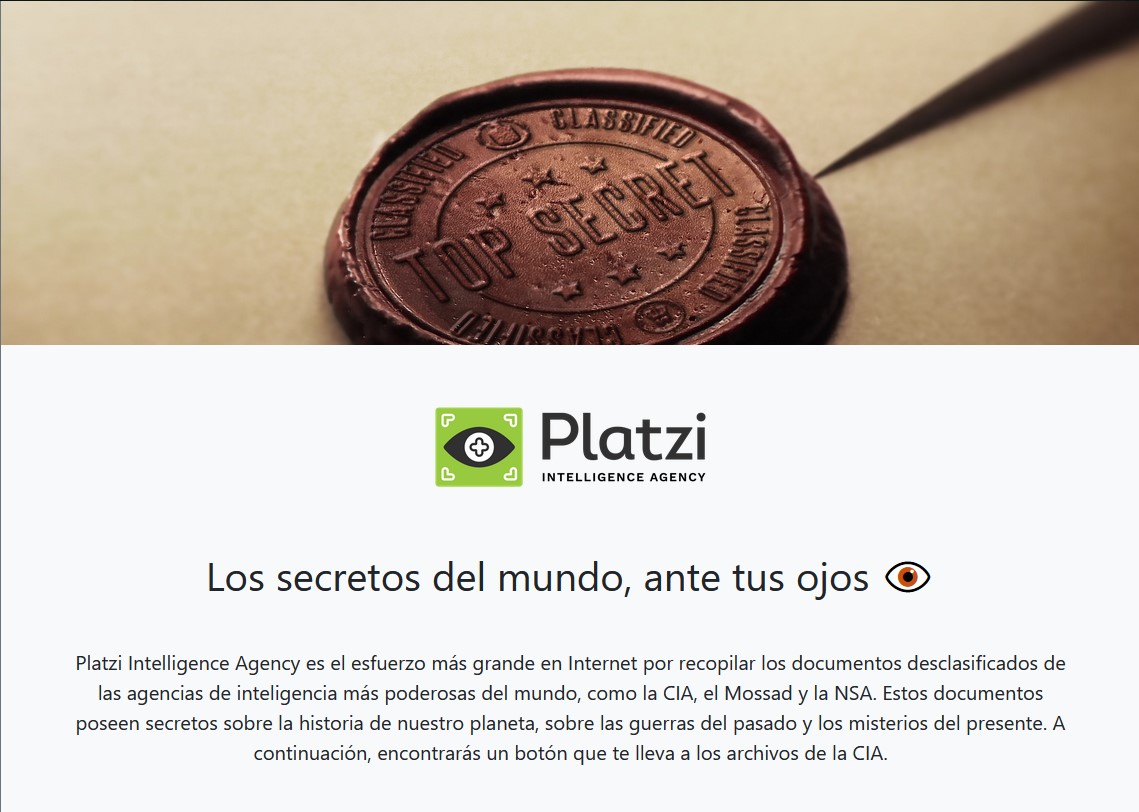 CLASSIFIED
CLASSIFIED
TOP SECRET
CLASSIFIED
CLASSIFIED
Platzi
INTELLIGENCE AGENCY
Los secretos del mundo, ante tus ojos 👁
Platzi Intelligence Agency es el esfuerzo más grande en Internet por recopilar los documentos desclasificados de
las agencias de inteligencia más poderosas del mundo, como la CIA, el Mossad y la NSA. Estos documentos
poseen secretos sobre la historia de nuestro planeta, sobre las guerras del pasado y los misterios del presente. A
continuación, encontrarás un botón que te lleva a los archivos de la CIA.